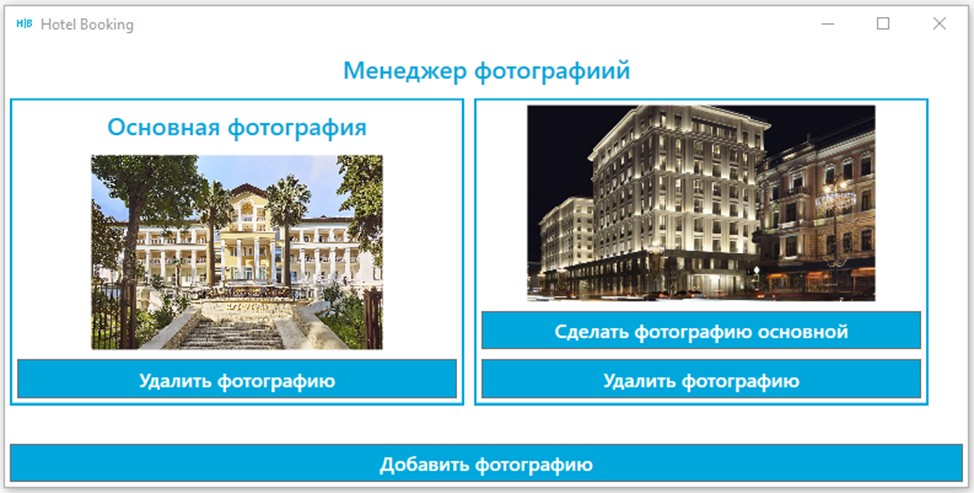 H|B Hotel Booking
Менеджер фотографиий
Основная фотография
Удалить фотографию
Сделать фотографию основной
Удалить фотографию
Добавить фотографию